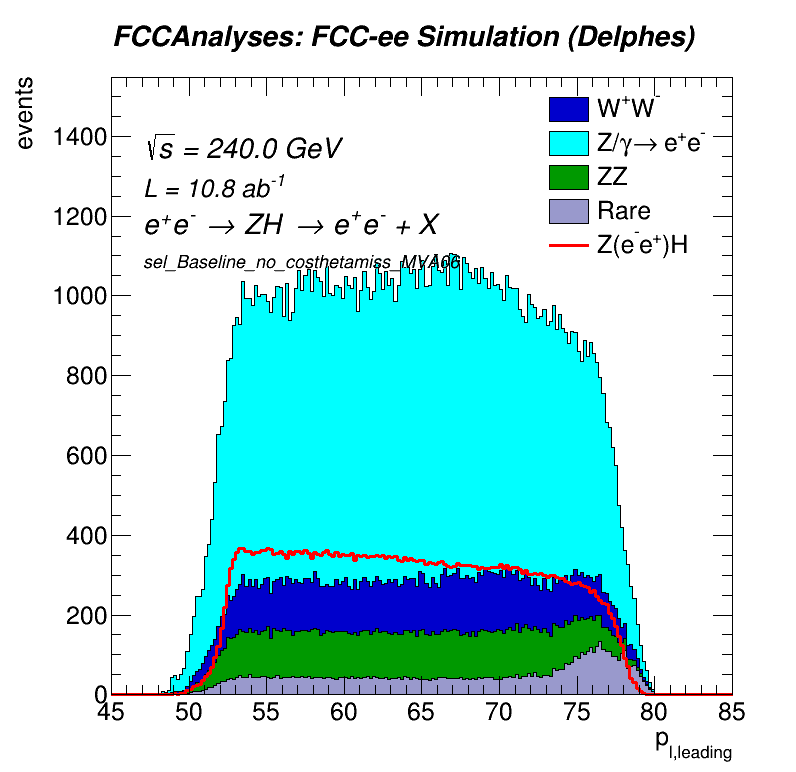 FCCAnalyses: FCC-ee Simulation (Delphes)
events
√s = 240.0 GeV
L = 10.8 ab⁻¹
e⁺e⁻ → ZH → e⁺e⁻ + X
sel_Baseline_no_costhetamiss_MVA06
W⁺W⁻
Z/γ→ e⁺e⁻
ZZ
Rare
Z(e⁻e⁺)H
1400
1200
1000
800
600
400
200
0
45 50 55 60 65 70 75 80 85
p_l,leading